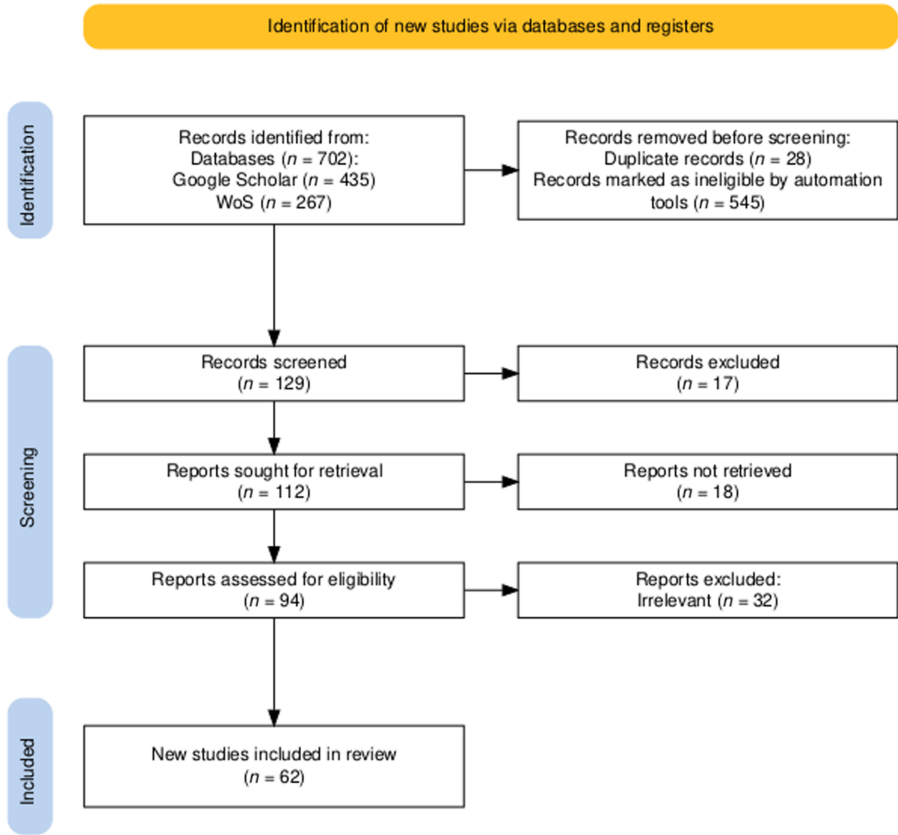 Identification of new studies via databases and registers
Identification
Records identified from:
Databases (n = 702):
Google Scholar (n = 435)
WoS (n = 267)
Records removed before screening:
Duplicate records (n = 28)
Records marked as ineligible by automation
tools (n = 545)
Screening
Records screened
(n = 129)
Records excluded
(n = 17)
Reports sought for retrieval
(n = 112)
Reports not retrieved
(n = 18)
Reports assessed for eligibility
(n = 94)
Reports excluded:
Irrelevant (n = 32)
Included
New studies included in review
(n = 62)